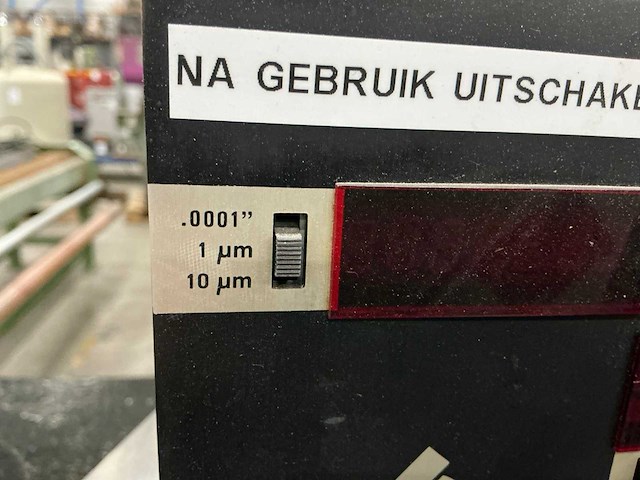 NA GEBRUIK UITSCHAKE
.0001”
1 µm
10 µm